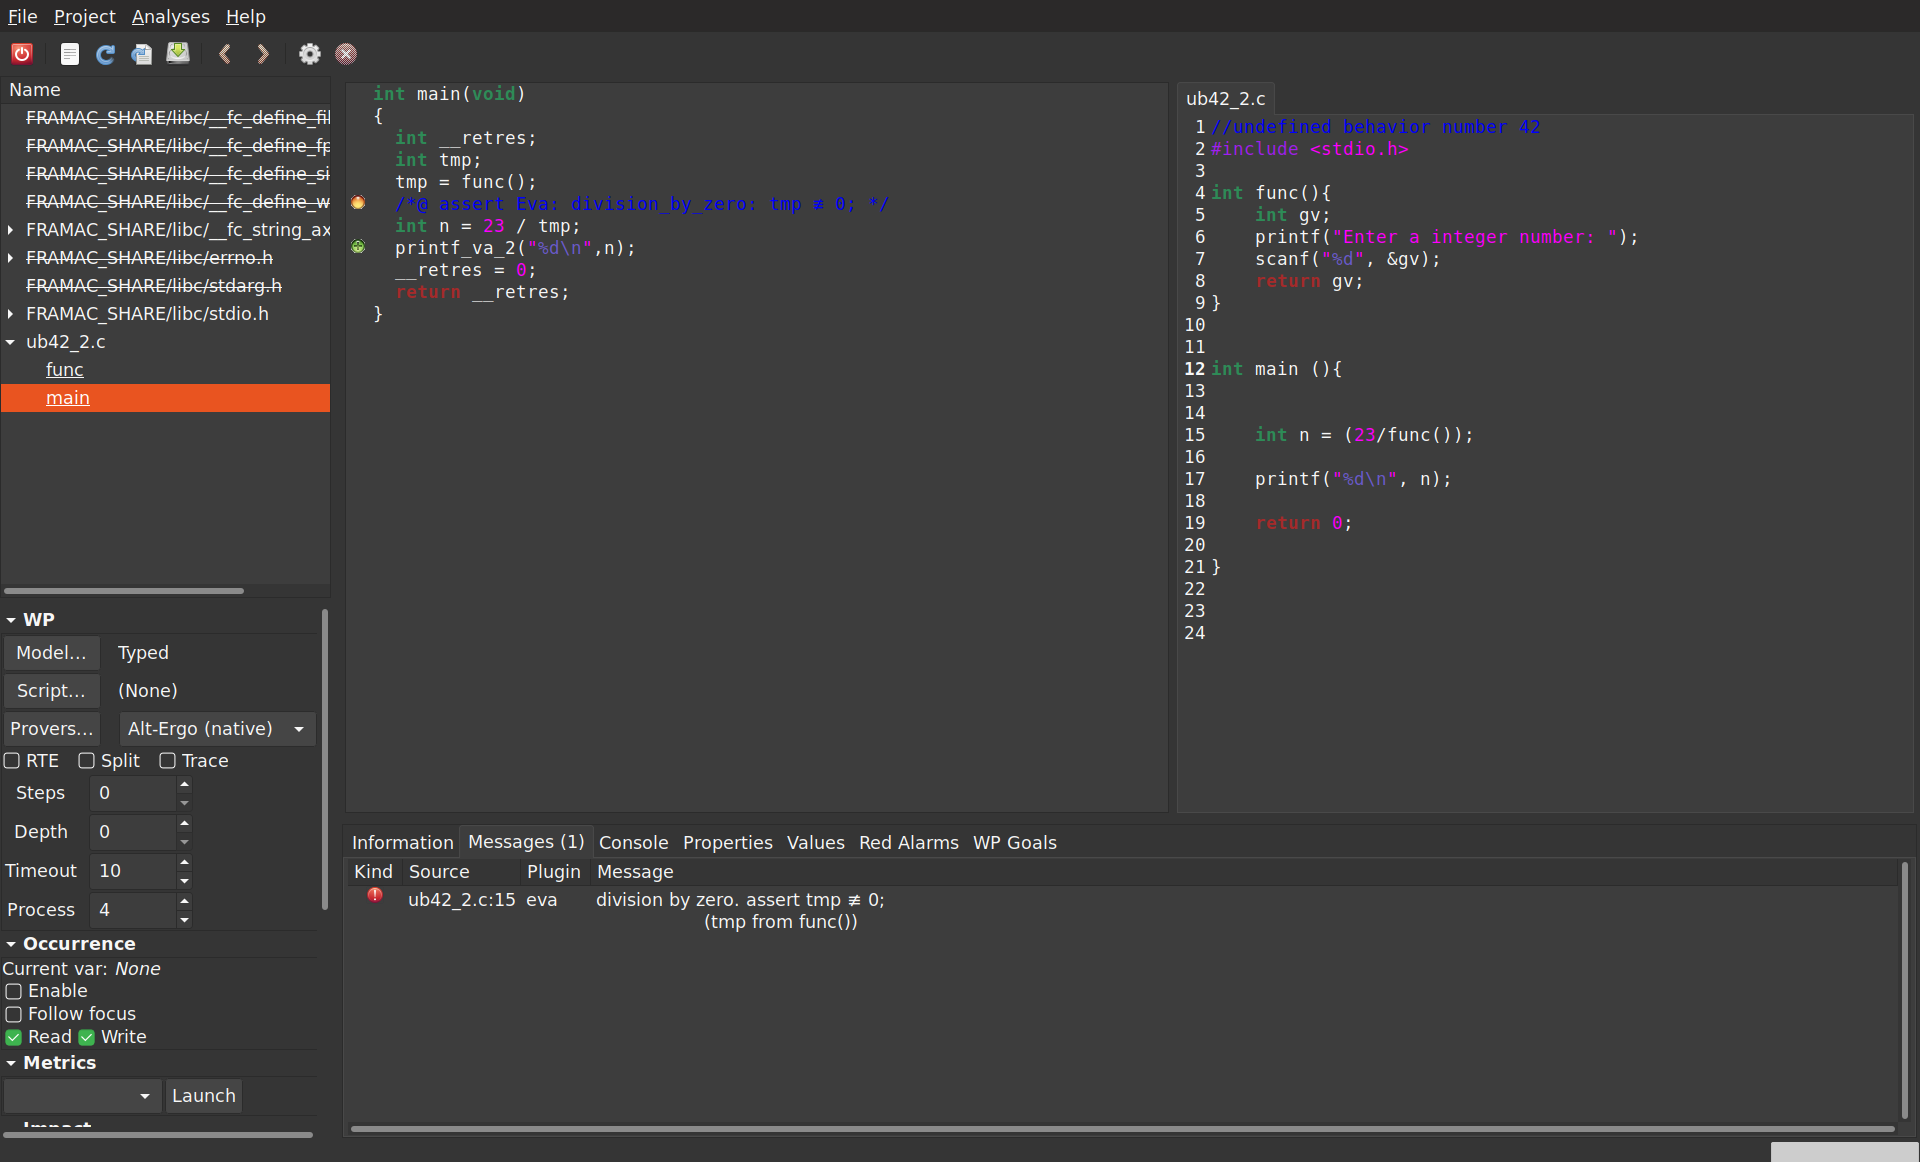 File Project Analyses Help
Name
FRAMAC_SHARE/libc/__fc_define_fil
FRAMAC_SHARE/libc/__fc_define_fp
FRAMAC_SHARE/libc/__fc_define_si
FRAMAC_SHARE/libc/__fc_define_w
FRAMAC_SHARE/libc/__fc_string_ax
FRAMAC_SHARE/libc/errno.h
FRAMAC_SHARE/libc/stdarg.h
FRAMAC_SHARE/libc/stdio.h
ub42_2.c
func
main
WP
Model... Typed
Script... (None)
Provers... Alt-Ergo (native)
RTE Split Trace
Steps 0
Depth 0
Timeout 10
Process 4
Occurrence
Current var: None
Enable
Follow focus
Read Write
Metrics
Launch
Impact
int main(void)
{
int __retres;
int tmp;
tmp = func();
/*@ assert Eva: division_by_zero: tmp ≢ 0; */
int n = 23 / tmp;
printf_va_2("%d\n",n);
__retres = 0;
return __retres;
}
ub42_2.c
1 //undefined behavior number 42
2 #include <stdio.h>
3
4 int func(){
5 int gv;
6 printf("Enter a integer number: ");
7 scanf("%d", &gv);
8 return gv;
9 }
10
11
12 int main (){
13
14
15 int n = (23/func());
16
17 printf("%d\n", n);
18
19 return 0;
20
21 }
22
23
24
Information Messages (1) Console Properties Values Red Alarms WP Goals
Kind Source Plugin Message
ub42_2.c:15 eva division by zero. assert tmp ≢ 0;
(tmp from func())